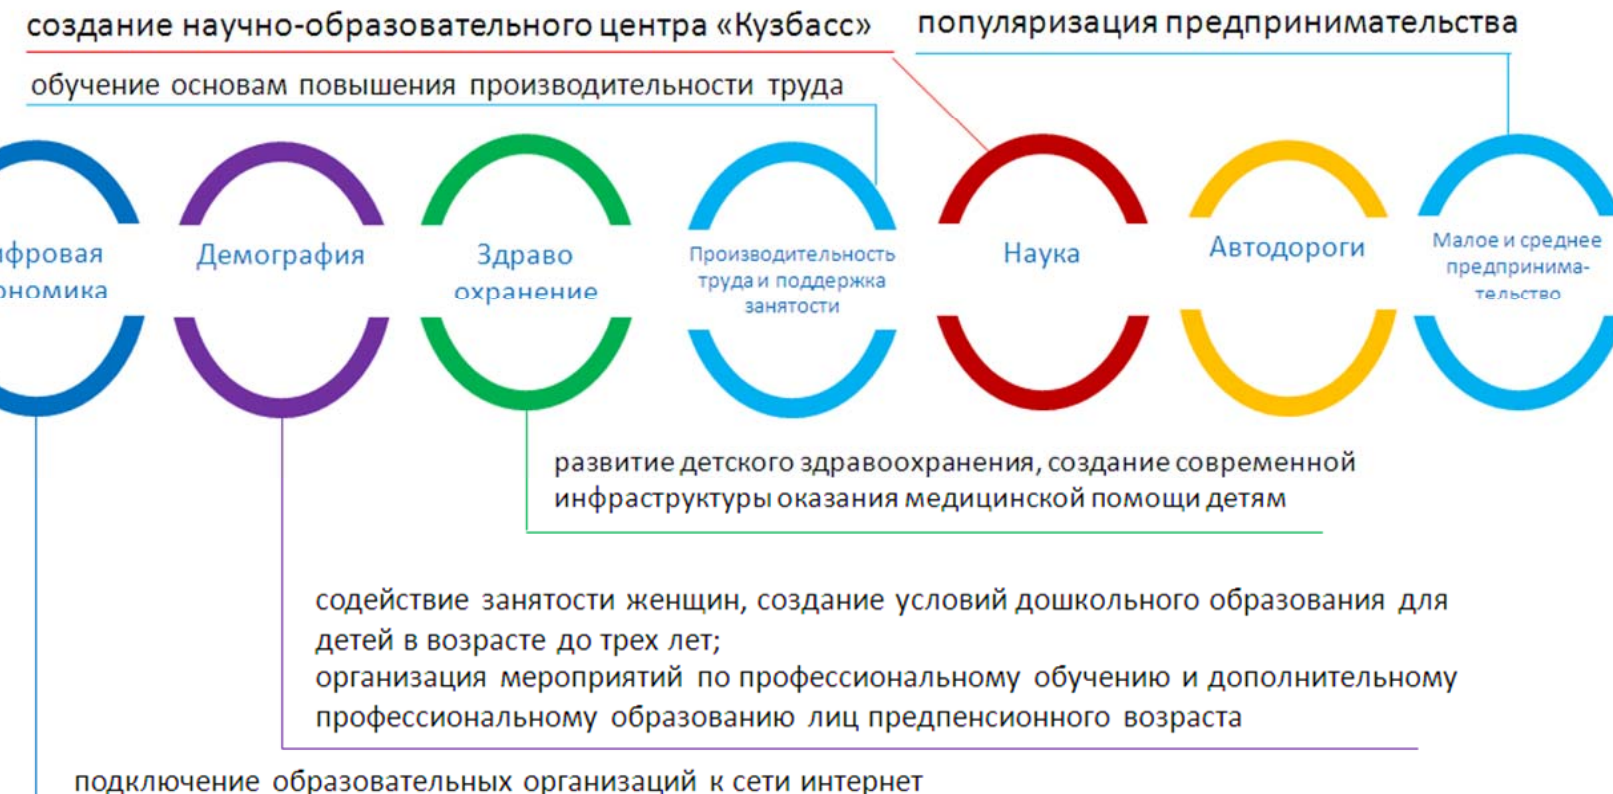 создание научно-образовательного центра «Кузбасс»
популяризация предпринимательства
обучение основам повышения производительности труда
ифровая
ономика
Демография
Здраво
охранение
Производительность
труда и поддержка
занятости
Наука
Автодороги
Малое и среднее
предпринима-
тельство
развитие детского здравоохранения, создание современной
инфраструктуры оказания медицинской помощи детям
содействие занятости женщин, создание условий дошкольного образования для
детей в возрасте до трех лет;
организация мероприятий по профессиональному обучению и дополнительному
профессиональному образованию лиц предпенсионного возраста
подключение образовательных организаций к сети интернет